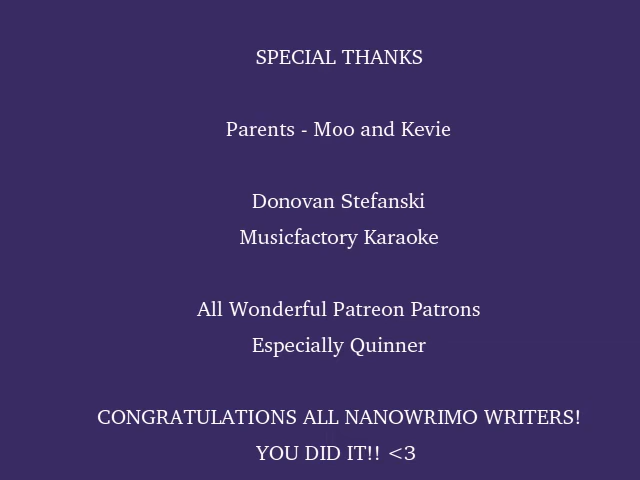 SPECIAL THANKS
Parents - Moo and Kevie
Donovan Stefanski
Musicfactory Karaoke
All Wonderful Patreon Patrons
Especially Quinner
CONGRATULATIONS ALL NANOWRIMO WRITERS!
YOU DID IT!! <3